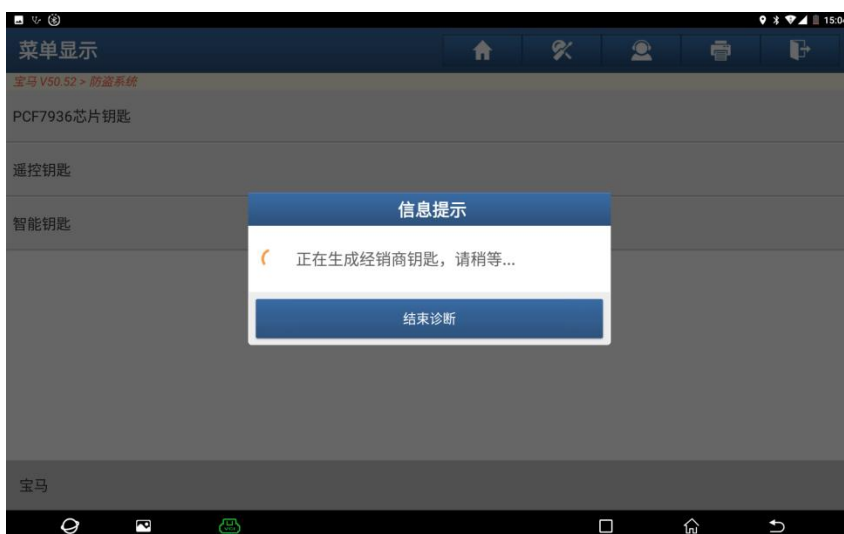 15:04
菜单显示
宝马 V50.52 > 防盗系统
PCF7936芯片钥匙
遥控钥匙
智能钥匙
信息提示
正在生成经销商钥匙，请稍等...
结束诊断
宝马